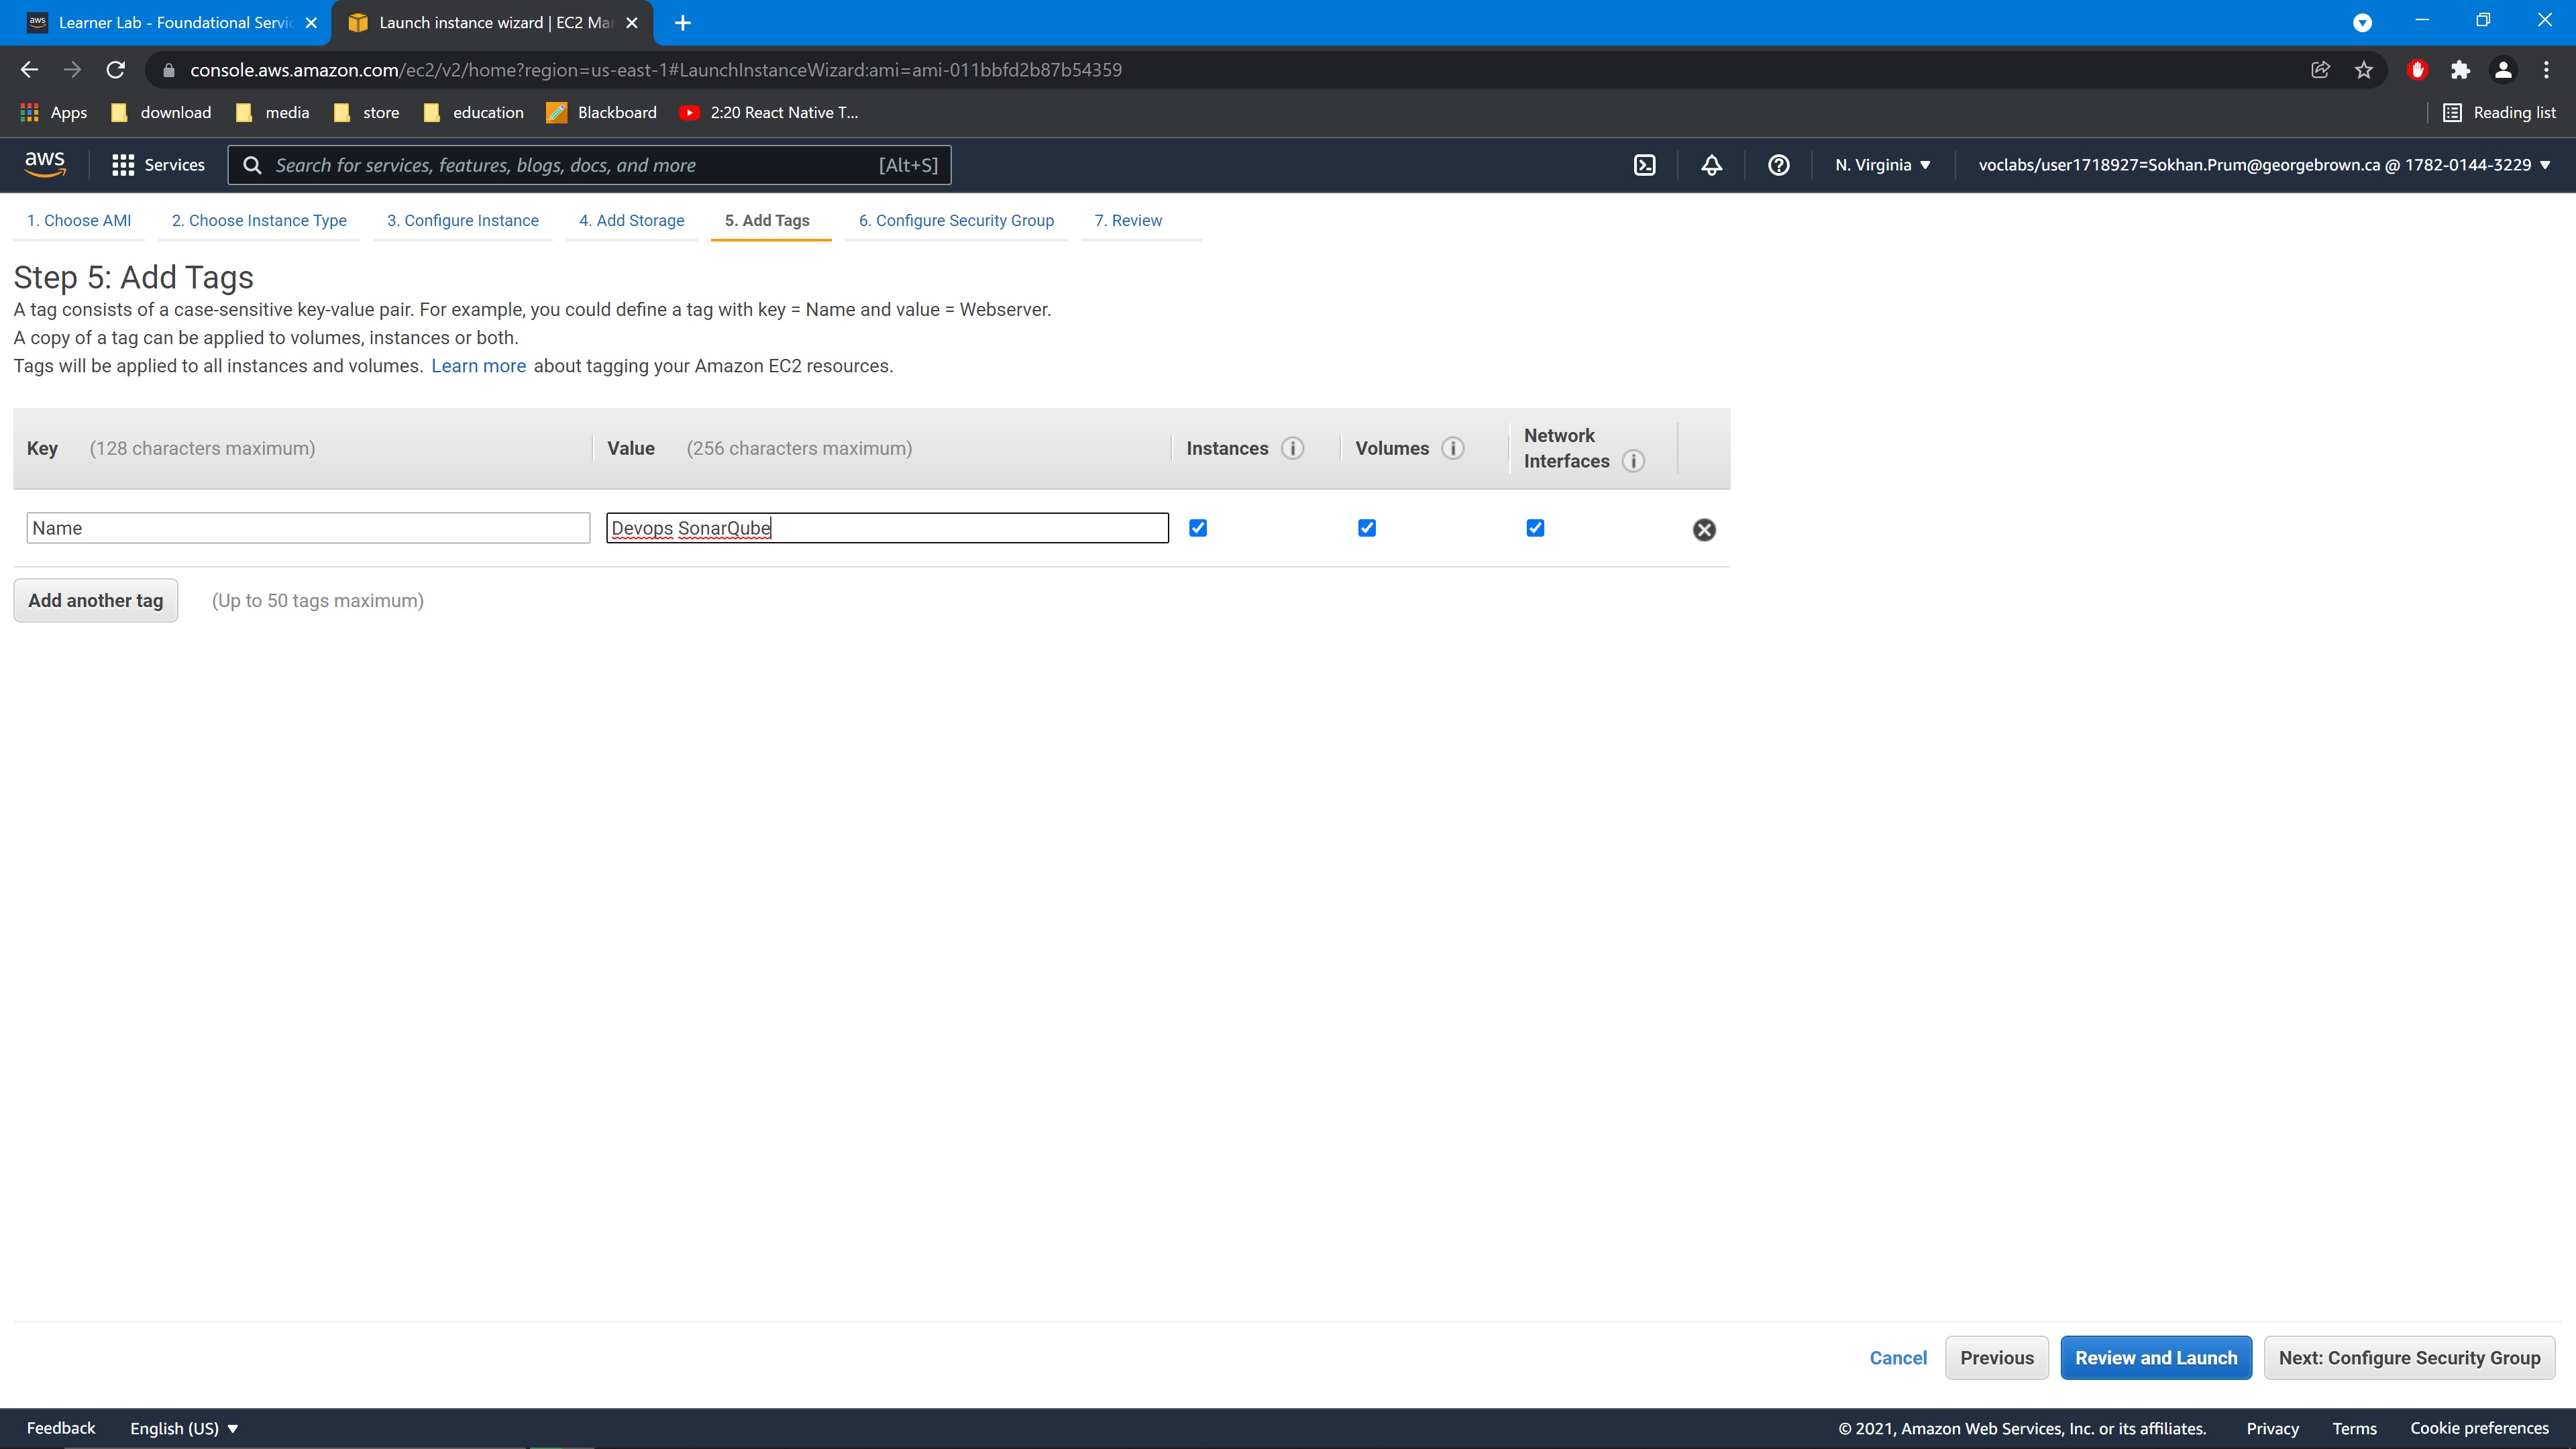 aws Learner Lab - Foundational Servic
Launch instance wizard | EC2 Mar
console.aws.amazon.com/ec2/v2/home?region=us-east-1#LaunchInstanceWizard:ami=ami-011bbfd2b87b54359
Apps download media store education Blackboard 2:20 React Native T... Reading list
aws Services Search for services, features, blogs, docs, and more [Alt+S] N. Virginia voclabs/user1718927=Sokhan.Prum@georgebrown.ca @ 1782-0144-3229
1. Choose AMI 2. Choose Instance Type 3. Configure Instance 4. Add Storage 5. Add Tags 6. Configure Security Group 7. Review
Step 5: Add Tags
A tag consists of a case-sensitive key-value pair. For example, you could define a tag with key = Name and value = Webserver.
A copy of a tag can be applied to volumes, instances or both.
Tags will be applied to all instances and volumes. Learn more about tagging your Amazon EC2 resources.
Key (128 characters maximum) Value (256 characters maximum) Instances Volumes Network Interfaces
Name Devops SonarQube
Add another tag (Up to 50 tags maximum)
Cancel Previous Review and Launch Next: Configure Security Group
Feedback English (US) © 2021, Amazon Web Services, Inc. or its affiliates. Privacy Terms Cookie preferences